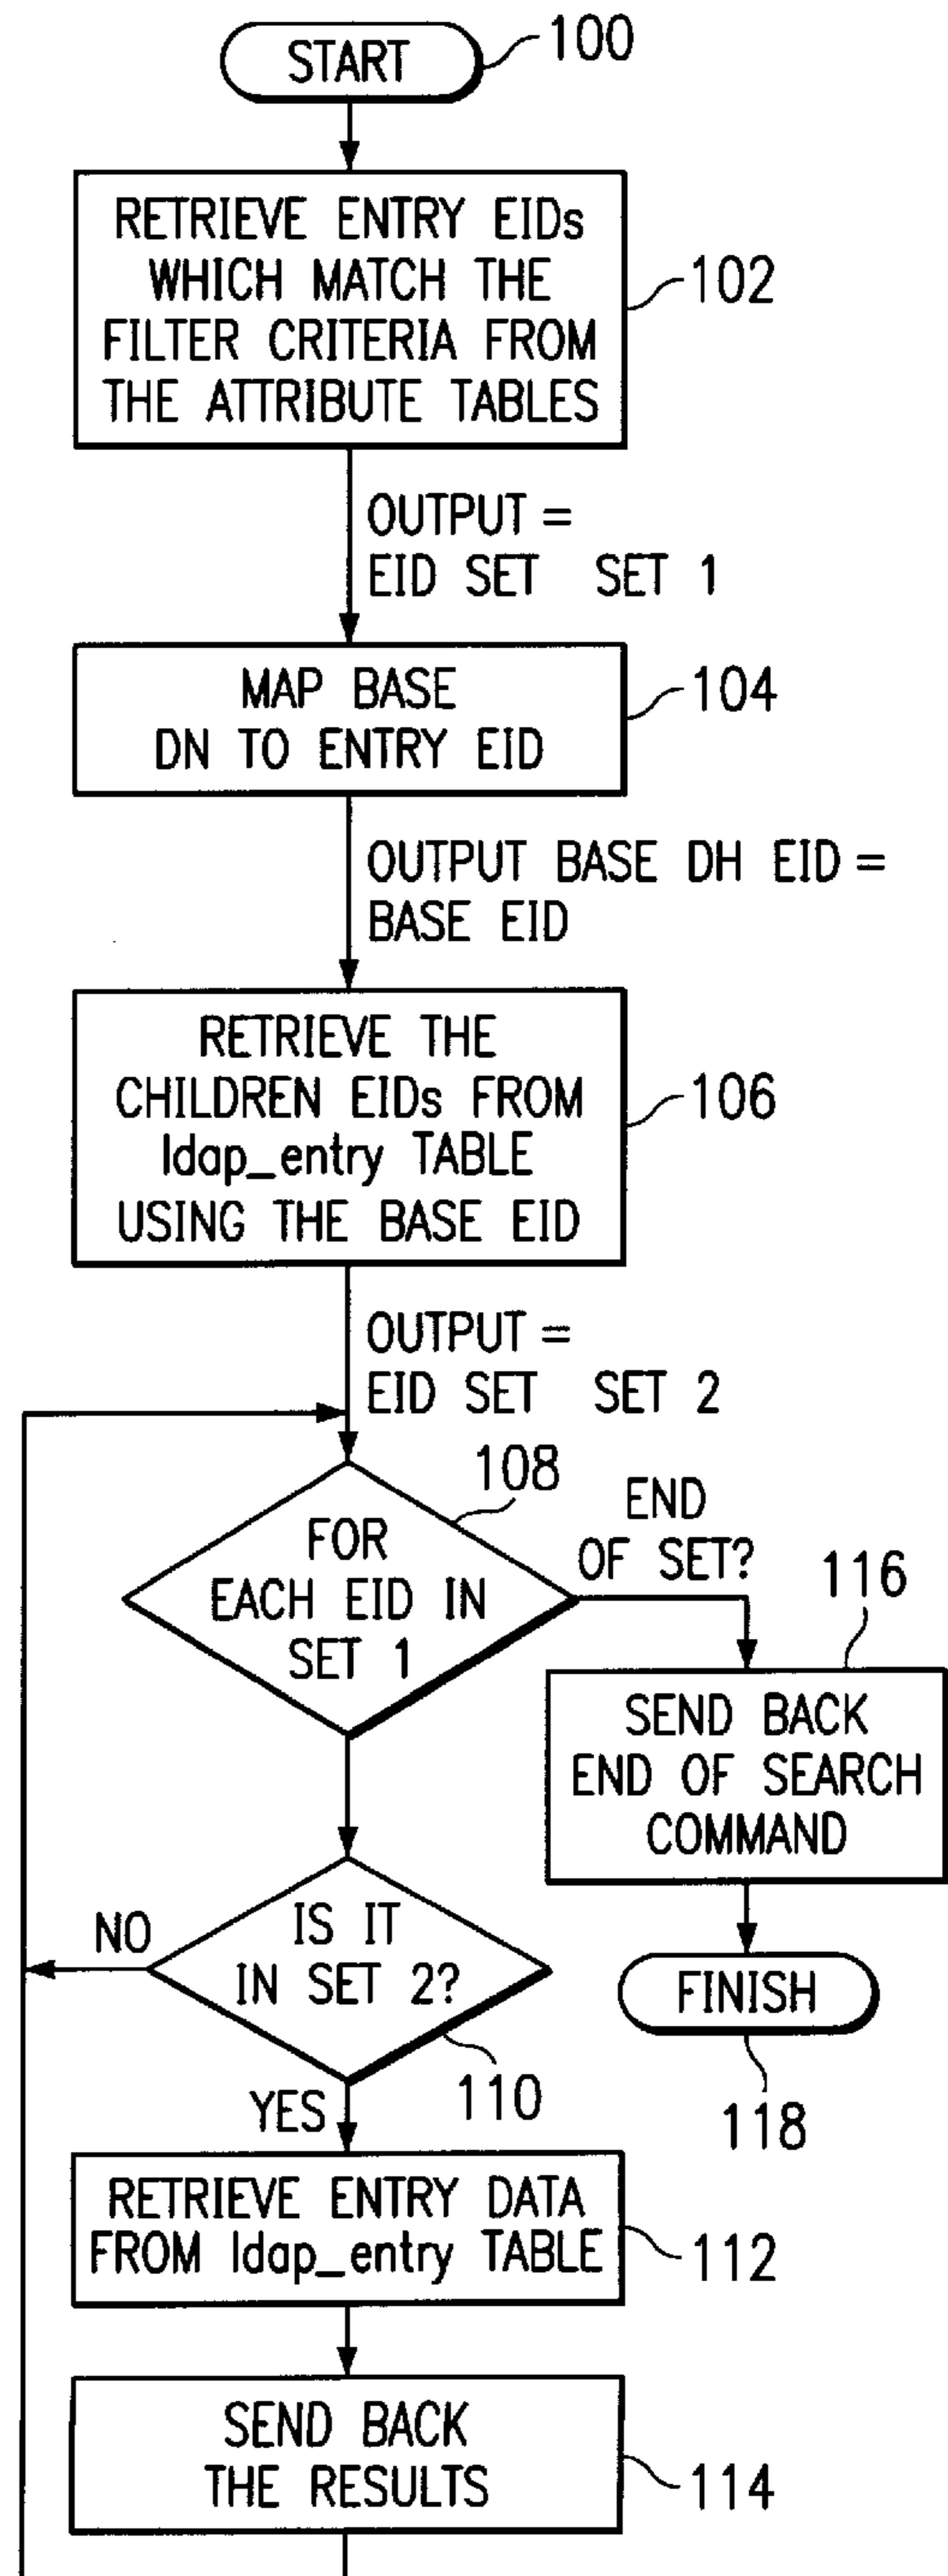 START
100
RETRIEVE ENTRY EIDs
WHICH MATCH THE
FILTER CRITERIA FROM
THE ATTRIBUTE TABLES
102
OUTPUT =
EID SET SET 1
MAP BASE
DN TO ENTRY EID
104
OUTPUT BASE DH EID =
BASE EID
RETRIEVE THE
CHILDREN EIDs FROM
ldap_entry TABLE
USING THE BASE EID
106
OUTPUT =
EID SET SET 2
108
FOR
EACH EID IN
SET 1
END
OF SET?
116
SEND BACK
END OF SEARCH
COMMAND
NO
IS IT
IN SET 2?
110
FINISH
118
YES
RETRIEVE ENTRY DATA
FROM ldap_entry TABLE
112
SEND BACK
THE RESULTS
114